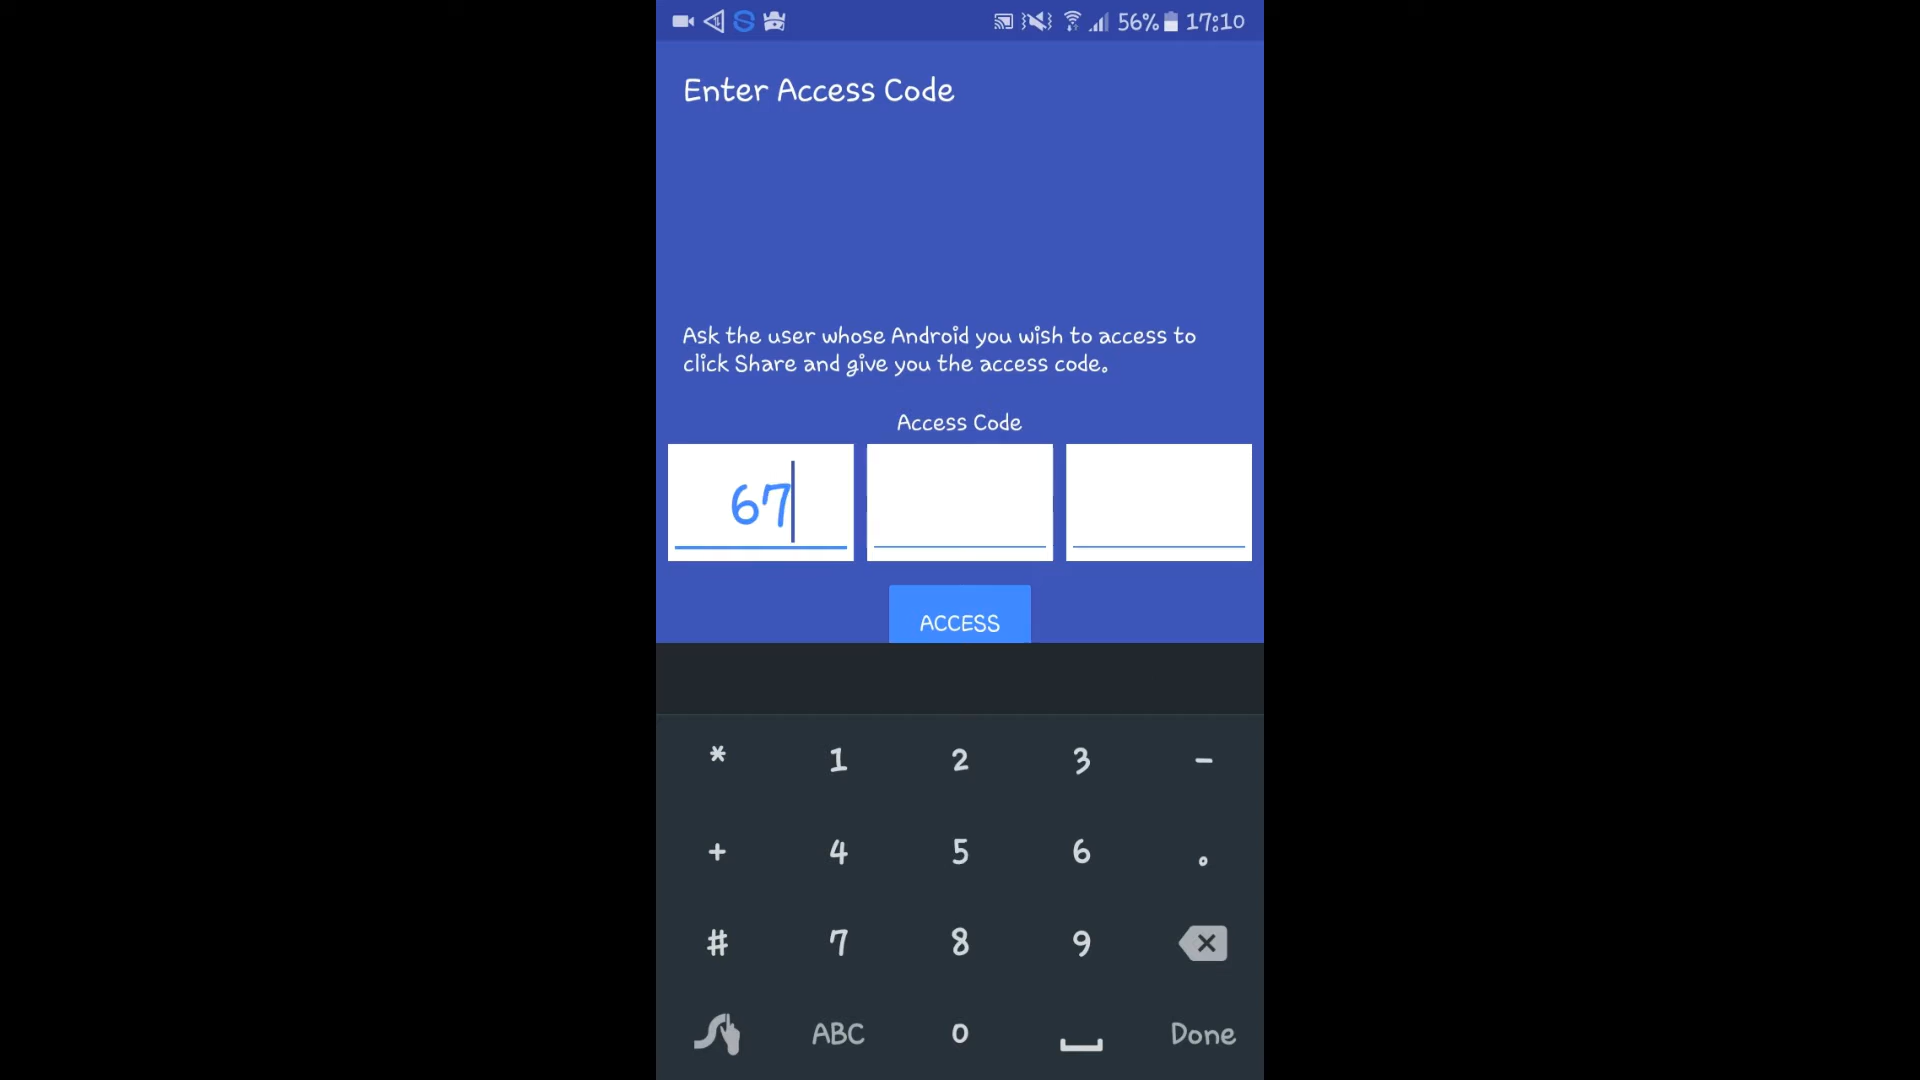 56% 17:10
Enter Access Code
Ask the user whose Android you wish to access to
click Share and give you the access code.
Access Code
67
ACCESS
* 1 2 3 -
+ 4 5 6 .
# 7 8 9
ABC 0 Done